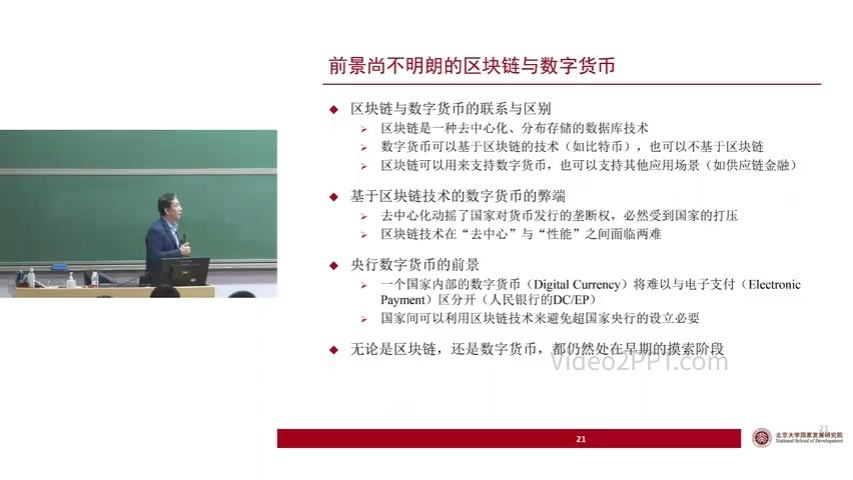 前景尚不明朗的区块链与数字货币
区块链与数字货币的联系与区别
区块链是一种去中心化、分布存储的数据库技术
数字货币可以基于区块链的技术（如比特币），也可以不基于区块链
区块链可以用来支持数字货币，也可以支持其他应用场景（如供应链金融）
基于区块链技术的数字货币的弊端
去中心化动摇了国家对货币发行的垄断权，必然受到国家的打压
区块链技术在“去中心”与“性能”之间面临两难
央行数字货币的前景
一个国家内部的数字货币（Digital Currency）将难以与电子支付（Electronic
Payment）区分开（人民银行的DC/EP）
国家间可以利用区块链技术来避免超国家央行的设立必要
无论是区块链，还是数字货币，都仍然处在早期的摸索阶段
Video2PPT.com
21
21
北京大学国家发展研究院
National School of Development